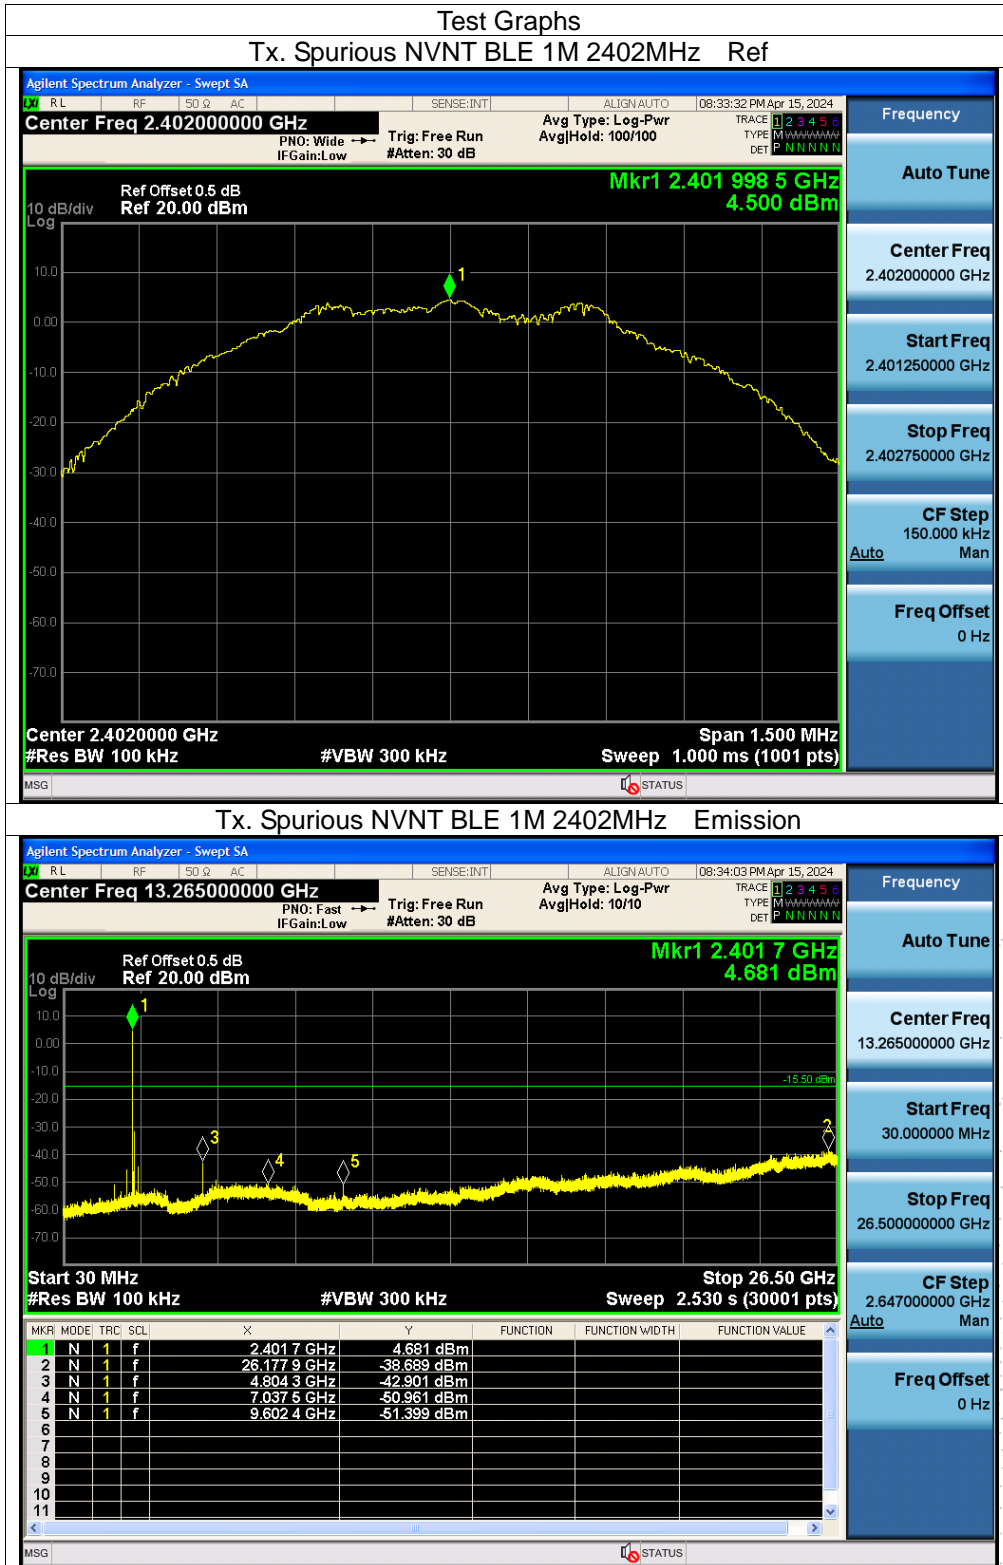 Test Graphs
Tx. Spurious NVNT BLE 1M 2402MHz Ref
Agilent Spectrum Analyzer - Swept SA
LXI RL RF 50 Ω AC SENSE:INT ALIGN AUTO 08:33:32 PM Apr 15, 2024
Center Freq 2.402000000 GHz
PNO: Wide
IFGain:Low
Trig: Free Run
#Atten: 30 dB
Avg Type: Log-Pwr
Avg|Hold: 100/100
TRACE 1 2 3 4 5 6
TYPE M WWWWW
DET P N N N N N
Frequency
Auto Tune
Center Freq
2.402000000 GHz
Start Freq
2.401250000 GHz
Stop Freq
2.402750000 GHz
CF Step
150.000 kHz
Auto Man
Freq Offset
0 Hz
Mkr1 2.401 998 5 GHz
4.500 dBm
Ref Offset 0.5 dB
10 dB/div Ref 20.00 dBm
Log
1
10.0
0.00
-10.0
-20.0
-30.0
-40.0
-50.0
-60.0
-70.0
Center 2.4020000 GHz Span 1.500 MHz
#Res BW 100 kHz #VBW 300 kHz Sweep 1.000 ms (1001 pts)
MSG STATUS
Tx. Spurious NVNT BLE 1M 2402MHz Emission
Agilent Spectrum Analyzer - Swept SA
LXI RL RF 50 Ω AC SENSE:INT ALIGN AUTO 08:34:03 PM Apr 15, 2024
Center Freq 13.265000000 GHz
PNO: Fast
IFGain:Low
Trig: Free Run
#Atten: 30 dB
Avg Type: Log-Pwr
Avg|Hold: 10/10
TRACE 1 2 3 4 5 6
TYPE M WWWWW
DET P N N N N N
Frequency
Auto Tune
Center Freq
13.265000000 GHz
Start Freq
30.000000 MHz
Stop Freq
26.500000000 GHz
CF Step
2.647000000 GHz
Auto Man
Freq Offset
0 Hz
Mkr1 2.401 7 GHz
4.681 dBm
Ref Offset 0.5 dB
10 dB/div Ref 20.00 dBm
Log
10.0
0.00
-10.0
-20.0
-30.0
-40.0
-50.0
-60.0
-70.0
1
-15.50 dBm
2
3
4
5
Start 30 MHz Stop 26.50 GHz
#Res BW 100 kHz #VBW 300 kHz Sweep 2.530 s (30001 pts)
MKR MODE TRC SCL X Y FUNCTION FUNCTION WIDTH FUNCTION VALUE
1 N 1 f 2.401 7 GHz 4.681 dBm
2 N 1 f 26.177 9 GHz -38.689 dBm
3 N 1 f 4.804 3 GHz -42.901 dBm
4 N 1 f 7.037 5 GHz -50.961 dBm
5 N 1 f 9.602 4 GHz -51.399 dBm
6
7
8
9
10
11
MSG STATUS